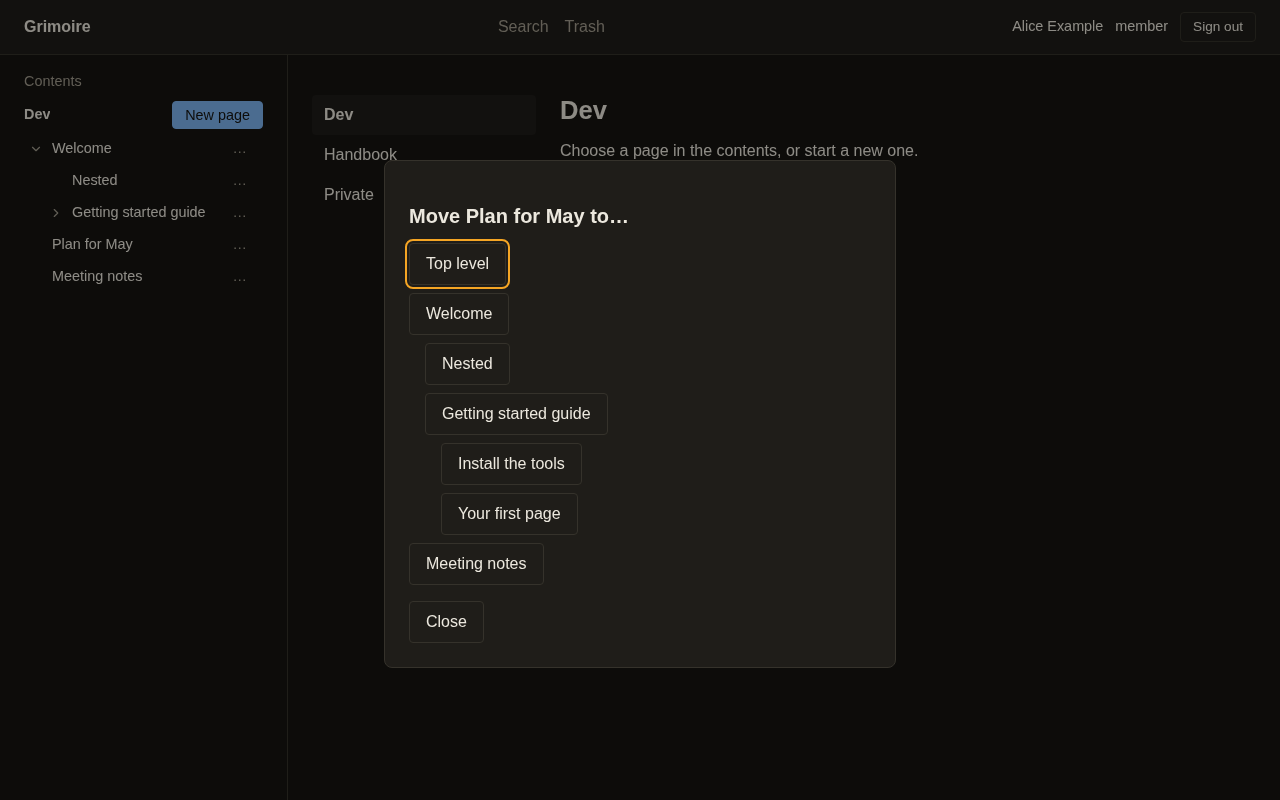 Grimoire
Search Trash
Alice Example member Sign out
Contents
Dev New page
Welcome ...
Nested ...
Getting started guide ...
Plan for May ...
Meeting notes ...
Dev
Handbook
Private
Dev
Choose a page in the contents, or start a new one.
Move Plan for May to…
Top level
Welcome
Nested
Getting started guide
Install the tools
Your first page
Meeting notes
Close